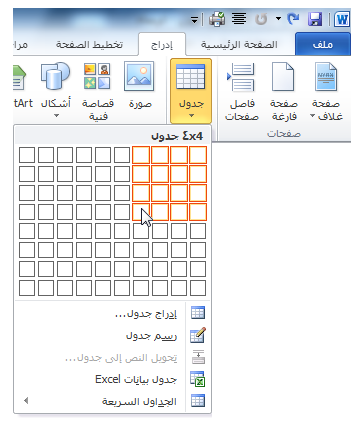 ملف الصفحة الرئيسية إدراج تخطيط الصفحة مرا
صفحة غلاف صفحة فارغة فاصل صفحات جدول صورة قصاصة فنية أشكال tArt
صفحات
4x4 جدول
إدراج جدول...
رسم جدول
تحويل النص إلى جدول...
جدول بيانات Excel
الجداول السريعة